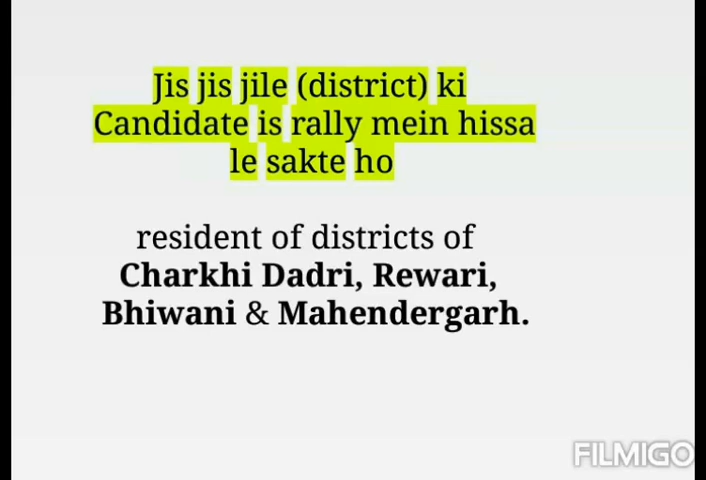 Jis jis jile (district) ki
Candidate is rally mein hissa
le sakte ho
resident of districts of
Charkhi Dadri, Rewari,
Bhiwani & Mahendergarh.
FILMIGO